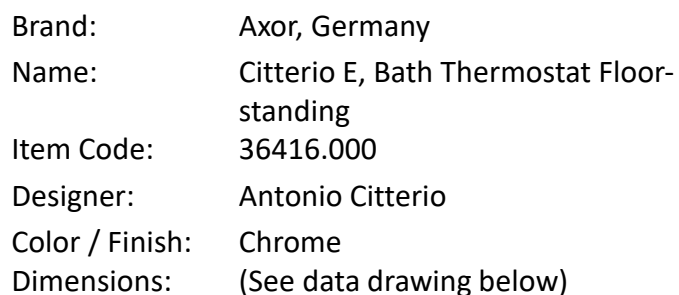 Brand: Axor, Germany
Name: Citterio E, Bath Thermostat Floor-
standing
Item Code: 36416.000
Designer: Antonio Citterio
Color / Finish: Chrome
Dimensions: (See data drawing below)